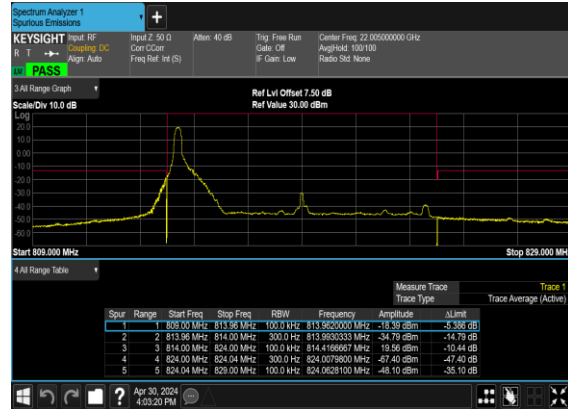 Spectrum Analyzer 1
Spurious Emissions
KEYSIGHT Input: RF Input Z: 50 Ω Atten: 40 dB Trig: Free Run Center Freq: 22.005000000 GHz
R T Coupling: DC Corr CCorr Gate: Off Avg|Hold: 100/100
Align: Auto Freq Ref: Int (S) IF Gain: Low Radio Std: None
PASS
3 All Range Graph
Ref Lvl Offset 7.50 dB
Scale/Div 10.0 dB Ref Value 30.00 dBm
Log
20.0
10.0
0.00
-10.0
-20.0
-30.0
-40.0
-50.0
-60.0
Start 809.000 MHz Stop 829.000 MH
4 All Range Table
Measure Trace Trace 1
Trace Type Trace Average (Active)
Spur Range Start Freq Stop Freq RBW Frequency Amplitude ΔLimit
1 1 809.00 MHz 813.96 MHz 100.0 kHz 813.9620000 MHz -18.39 dBm -5.386 dB
2 2 813.96 MHz 814.00 MHz 300.0 Hz 813.9930333 MHz -34.79 dBm -14.79 dB
3 3 814.00 MHz 824.00 MHz 100.0 kHz 814.4166667 MHz 19.56 dBm -10.44 dB
4 4 824.00 MHz 824.04 MHz 300.0 Hz 824.0079800 MHz -67.40 dBm -47.40 dB
5 5 824.04 MHz 829.00 MHz 100.0 kHz 824.0628100 MHz -48.10 dBm -35.10 dB
?
Apr 30, 2024
4:03:20 PM